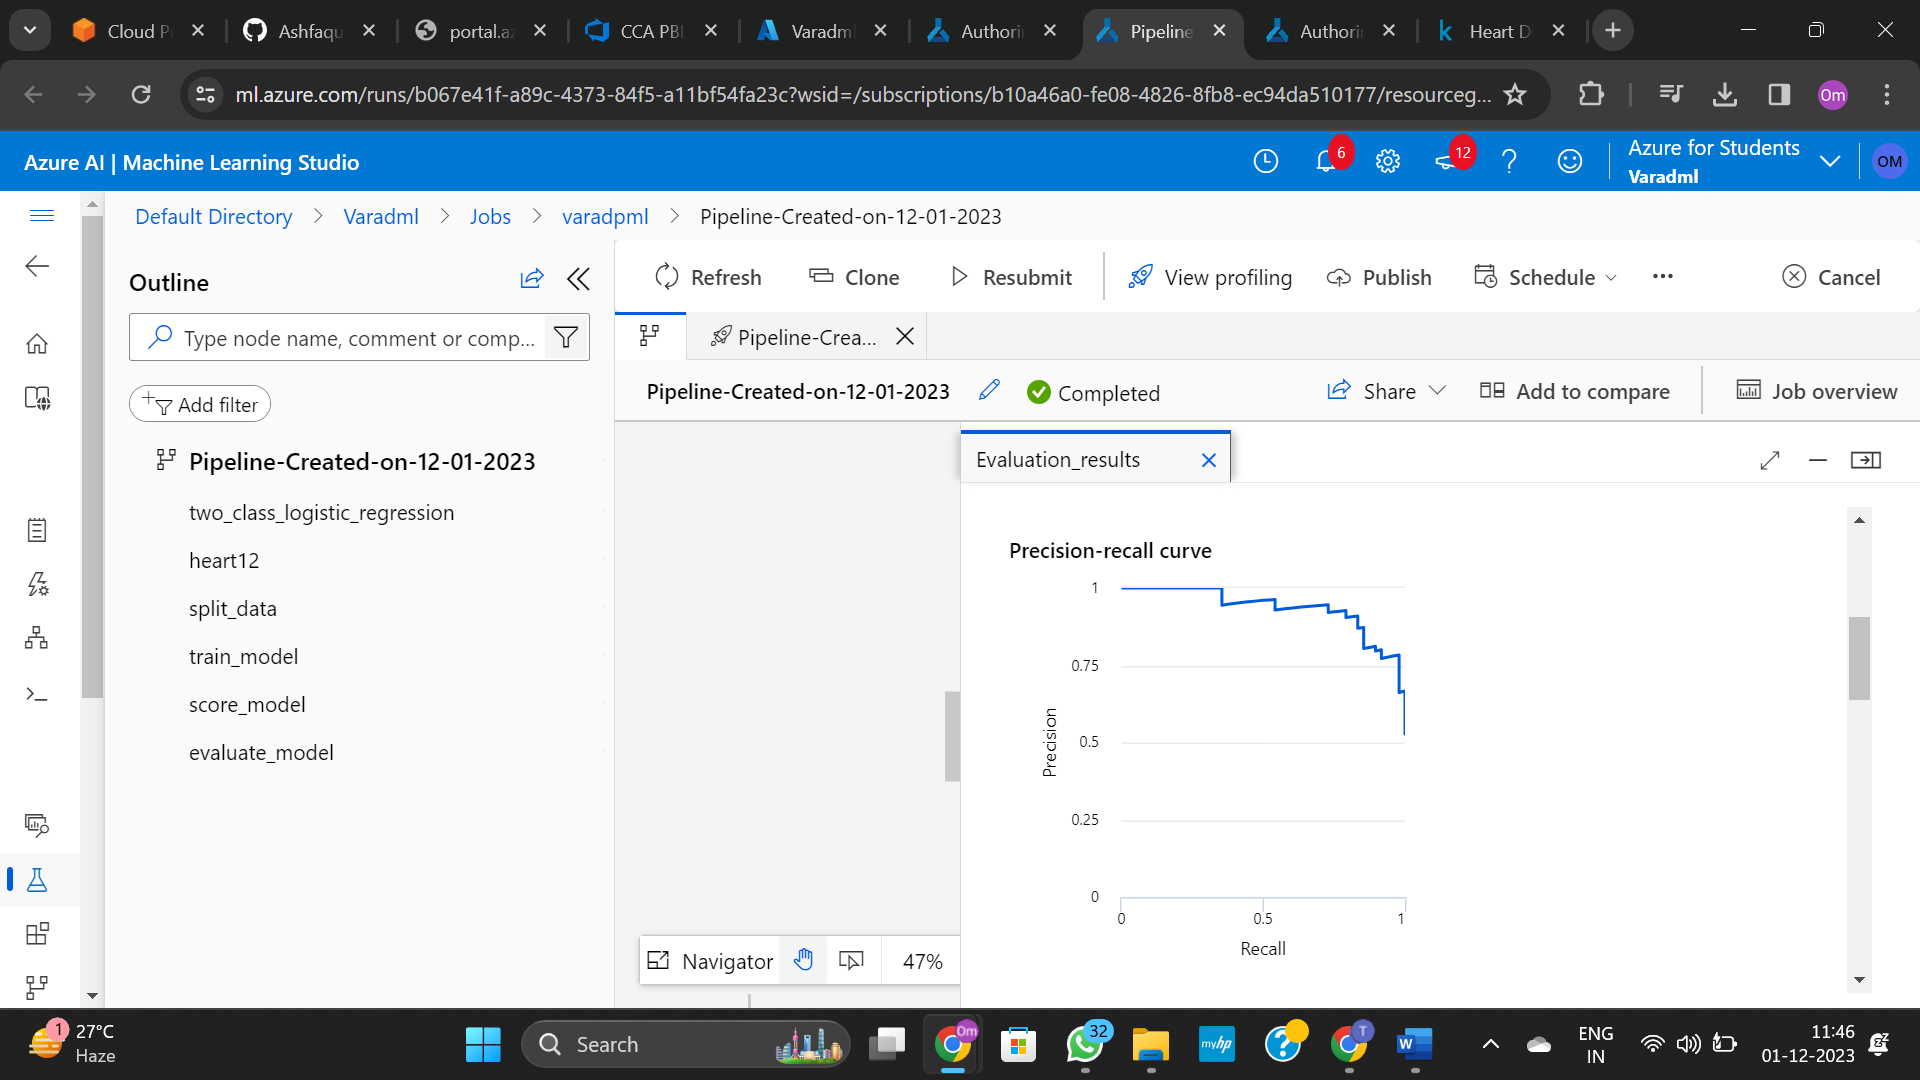 Cloud P
Ashfaqu
portal.az
CCA PBL
Varadml
Authorin
Pipeline
Authorin
Heart Di
ml.azure.com/runs/b067e41f-a89c-4373-84f5-a11bf54fa23c?wsid=/subscriptions/b10a46a0-fe08-4826-8fb8-ec94da510177/resourceg...
Om
Azure AI | Machine Learning Studio
6
12
Azure for Students
Varadml
OM
Default Directory > Varadml > Jobs > varadpml > Pipeline-Created-on-12-01-2023
Outline
Refresh
Clone
Resubmit
View profiling
Publish
Schedule
Cancel
Type node name, comment or comp...
Pipeline-Crea...
Add filter
Pipeline-Created-on-12-01-2023
Completed
Share
Add to compare
Job overview
Pipeline-Created-on-12-01-2023
two_class_logistic_regression
heart12
split_data
train_model
score_model
evaluate_model
Evaluation_results
Precision-recall curve
1
0.75
0.5
0.25
0
Precision
0
0.5
1
Recall
Navigator
47%
1
27°C
Haze
Search
Om
32
myhp
T
W
ENG
IN
11:46
01-12-2023